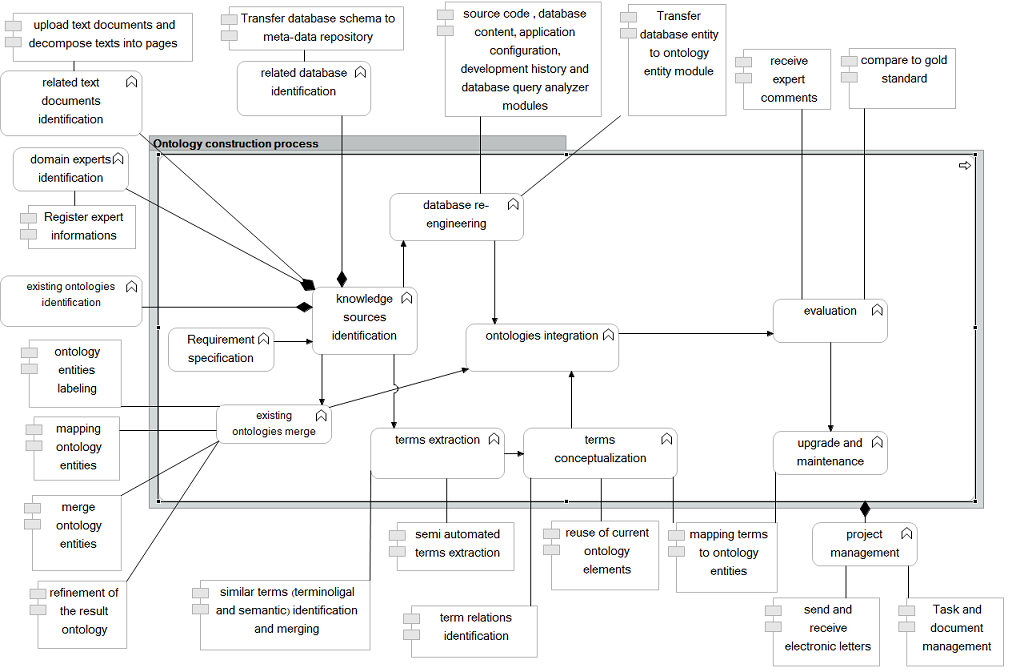 upload text documents and
decompose texts into pages
Transfer database schema to
meta-data repository
source code , database
content, application
configuration,
development history and
database query analyzer
modules
Transfer
database entity
to ontology
entity module
receive
expert
comments
compare to gold
standard
related text
documents
identification
related database
identification
Ontology construction process
domain experts
identification
Register expert
informations
database re-
engineering
existing ontologies
identification
knowledge
sources
identification
evaluation
Requirement
specification
ontologies integration
ontology
entities
labeling
existing
ontologies merge
mapping
ontology
entities
terms extraction
terms
conceptualization
upgrade and
maintenance
merge
ontology
entities
semi automated
terms extraction
reuse of current
ontology
elements
mapping terms
to ontology
entities
project
management
refinement of
the result
ontology
similar terms (terminoligal
and semantic) identification
and merging
term relations
identification
send and
receive
electronic letters
Task and
document
management